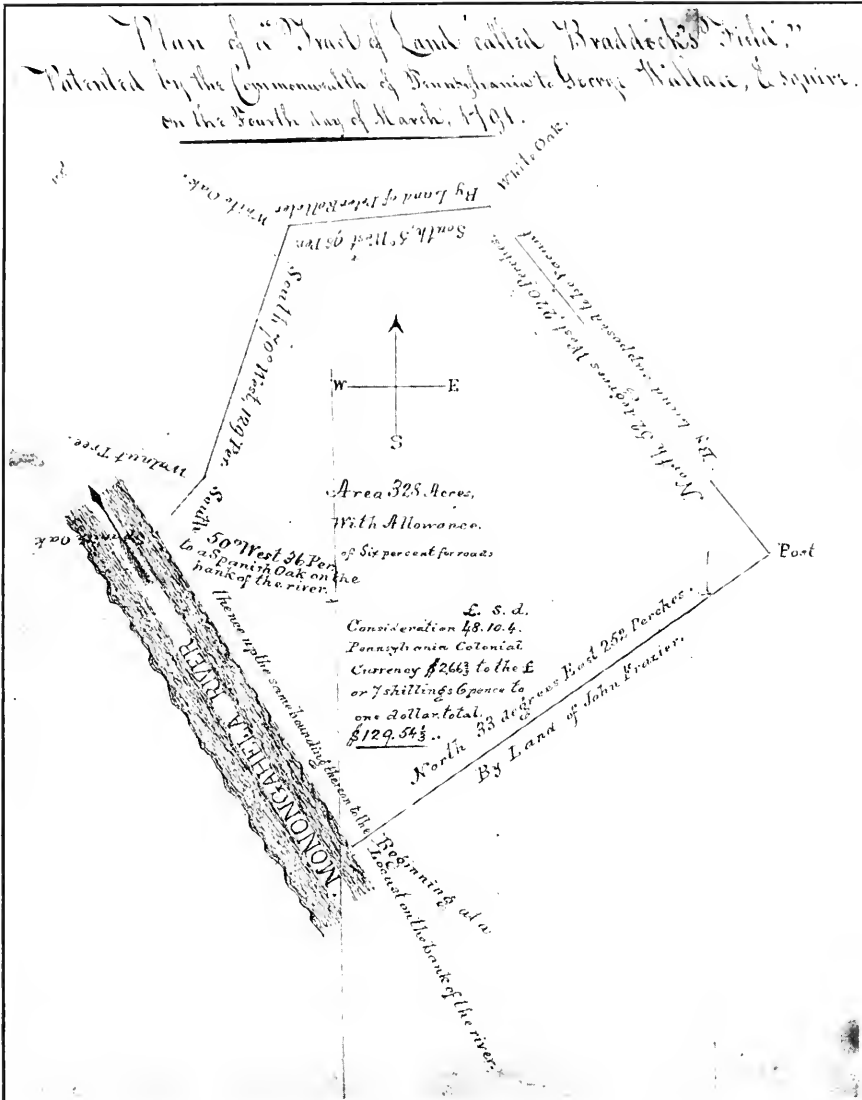 Plan of a "Tract of Land called Braddock's Field,"
Patented by the Commonwealth of Pennsylvania to George Wallace, Esquire.
on the Fourth day of March, 1791.
White Oak.
By Land of Peter
White Oak.
South, 5° West 98 Per.
By Land supposed to be Vacant
North 52 degrees West, 220 Perches.
South 70° West, 129 Per.
W E
S
Walnut Tree.
South 50° West 36 Per.
to a Spanish Oak on the
bank of the river.
Spanish Oak
Area 328 Acres,
With Allowance.
of Six percent for roads
Post
£. s. d.
Consideration 48.10.4.
Pennsylvania Colonial
Currency $2.66⅔ to the £
or 7 shillings 6 pence to
one dollar. total.
$129.54⅓ ..
North 33 degrees East 252 Perches.
By Land of John Frazier.
thence up the same bounding thereon to the
MONONGAHELA RIVER
Beginning at a
Locust on the bank of the river.